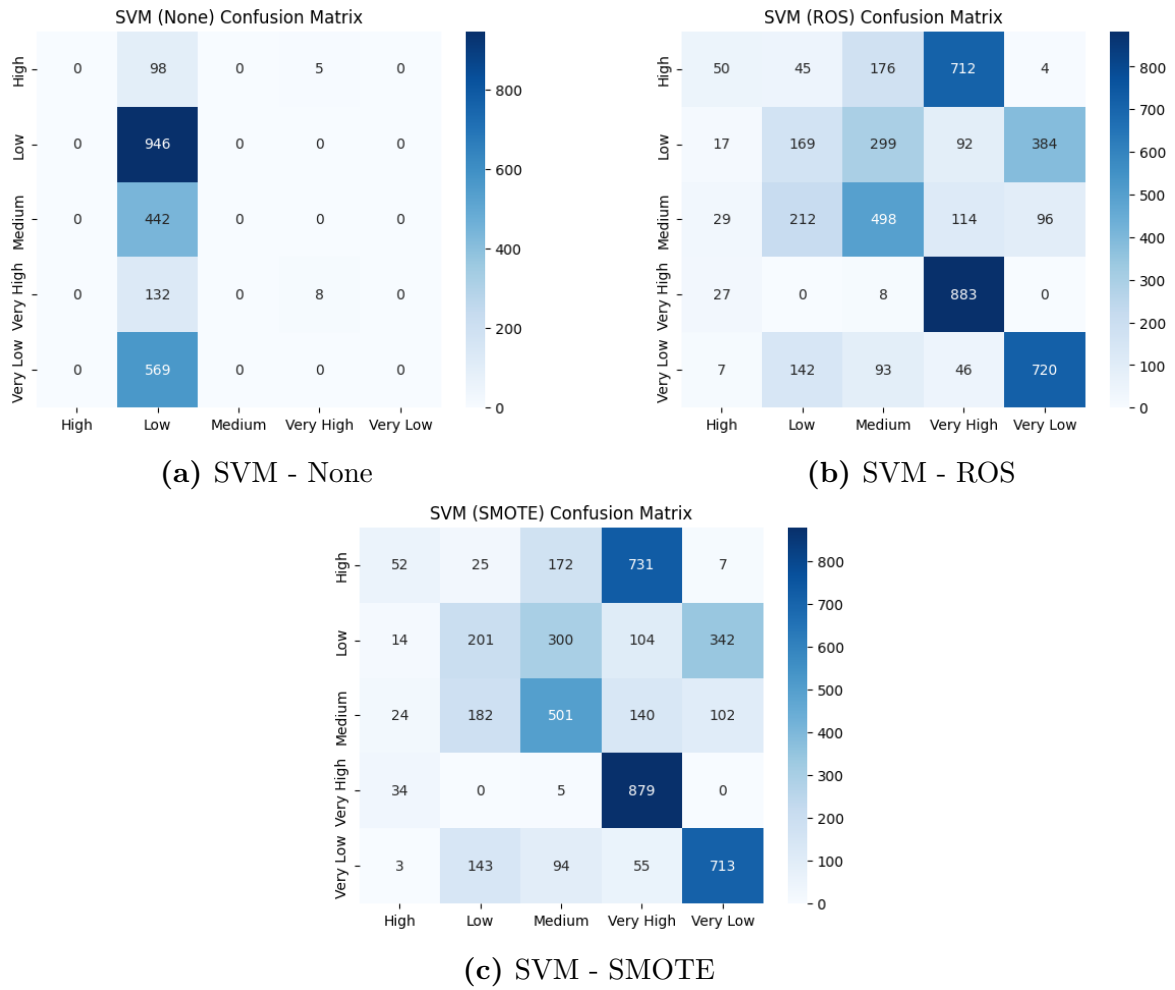 SVM (None) Confusion Matrix
High 0 98 0 5 0
Low 0 946 0 0 0
Medium 0 442 0 0 0
Very High 0 132 0 8 0
Very Low 0 569 0 0 0
High Low Medium Very High Very Low
800
600
400
200
0
(a) SVM - None
SVM (ROS) Confusion Matrix
High 50 45 176 712 4
Low 17 169 299 92 384
Medium 29 212 498 114 96
Very High 27 0 8 883 0
Very Low 7 142 93 46 720
High Low Medium Very High Very Low
800
700
600
500
400
300
200
100
0
(b) SVM - ROS
SVM (SMOTE) Confusion Matrix
High 52 25 172 731 7
Low 14 201 300 104 342
Medium 24 182 501 140 102
Very High 34 0 5 879 0
Very Low 3 143 94 55 713
High Low Medium Very High Very Low
800
700
600
500
400
300
200
100
0
(c) SVM - SMOTE